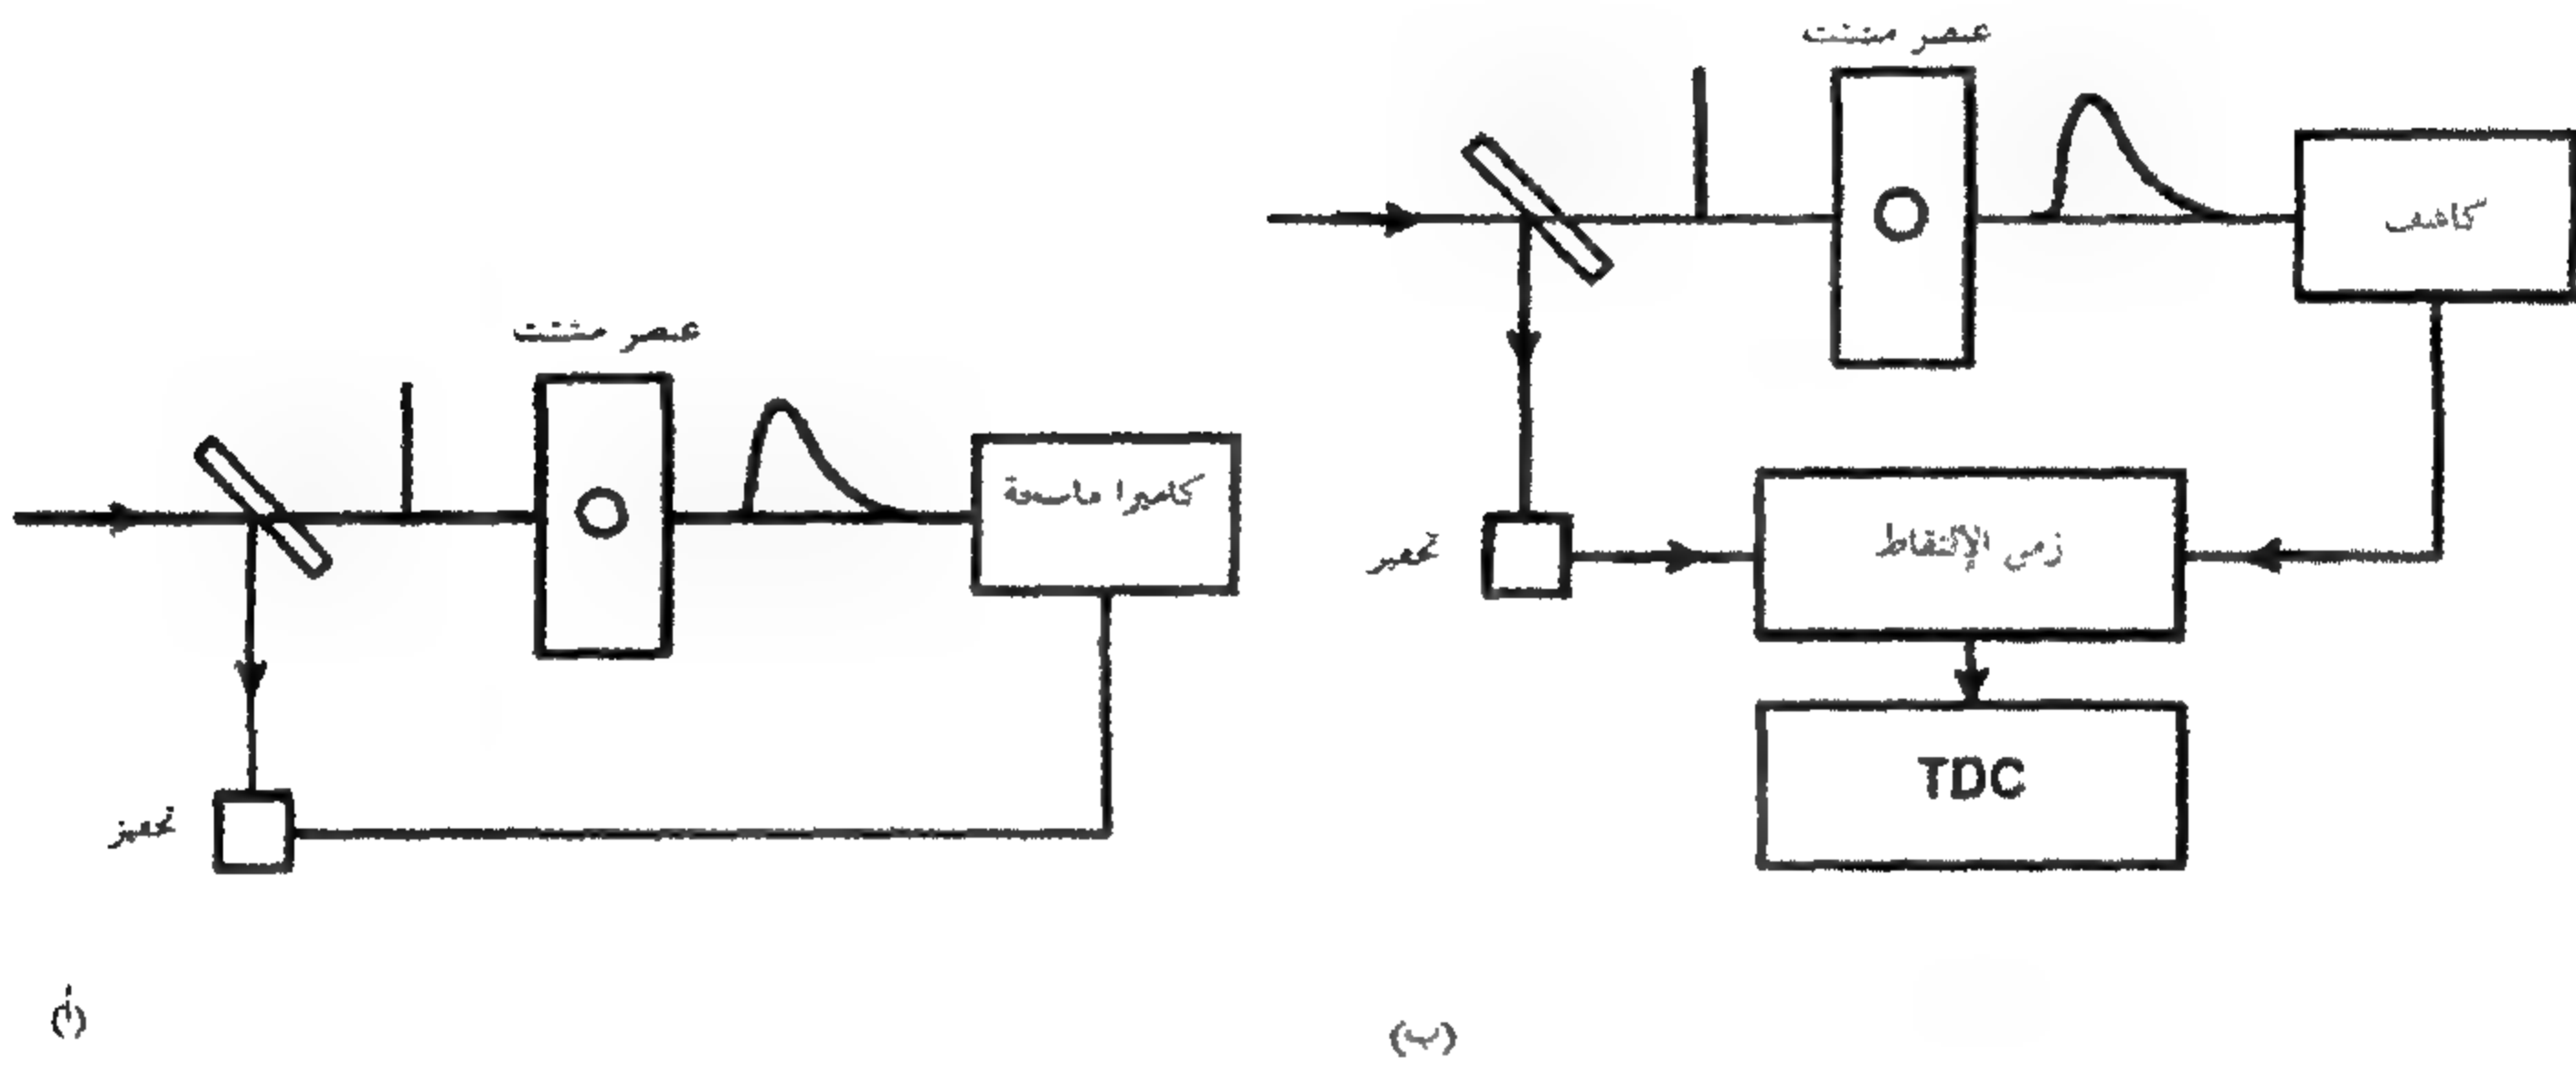 عنصر مشتت
كاميرا ماسحة
تحفيز
(أ)
عنصر مشتت
كاشف
تحفيز
زمن الإلتقاط
TDC
(ب)